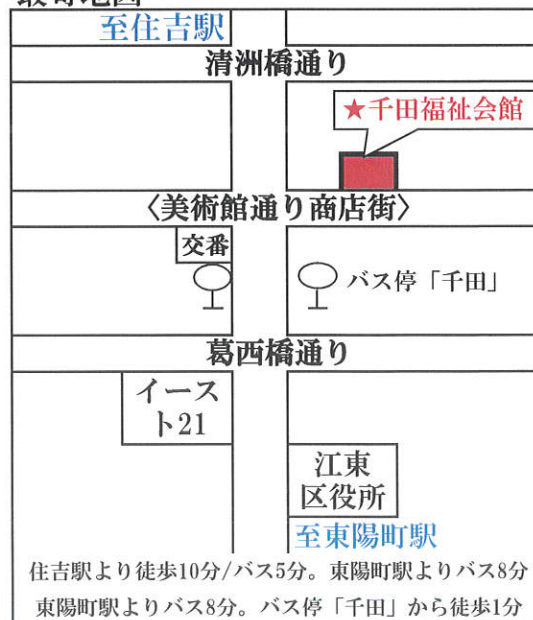 至住吉駅
清洲橋通り
★千田福祉会館
〈美術館通り商店街〉
交番
バス停「千田」
葛西橋通り
イース
ト21
江東
区役所
至東陽町駅
住吉駅より徒歩10分/バス5分。東陽町駅よりバス8分
東陽町駅よりバス8分。バス停「千田」から徒歩1分